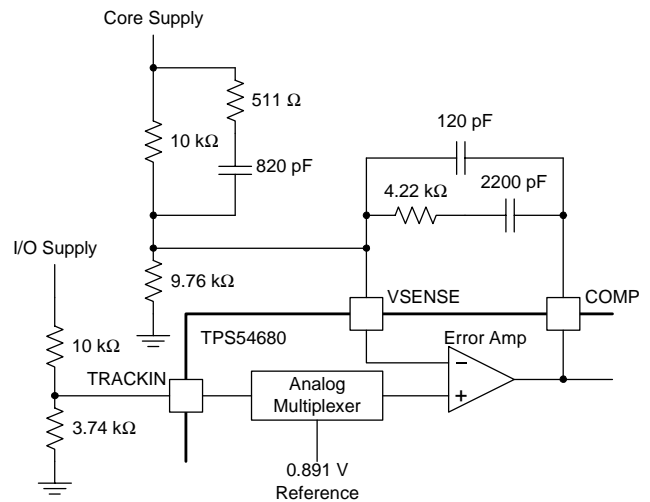 Core Supply
511 Ω
10 kΩ
820 pF
120 pF
4.22 kΩ
2200 pF
I/O Supply
9.76 kΩ
VSENSE
COMP
TPS54680
Error Amp
10 kΩ
TRACKIN
Analog
Multiplexer
−
+
3.74 kΩ
0.891 V
Reference